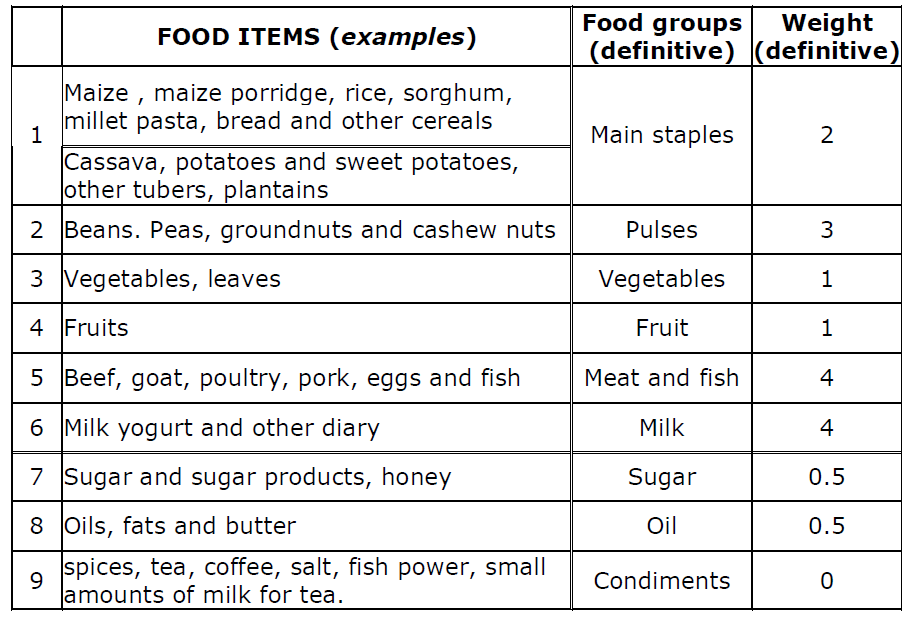 FOOD ITEMS (examples)
Food groups
(definitive)
Weight
(definitive)
1
Maize , maize porridge, rice, sorghum,
millet pasta, bread and other cereals
Cassava, potatoes and sweet potatoes,
other tubers, plantains
Main staples
2
2
Beans. Peas, groundnuts and cashew nuts
Pulses
3
3
Vegetables, leaves
Vegetables
1
4
Fruits
Fruit
1
5
Beef, goat, poultry, pork, eggs and fish
Meat and fish
4
6
Milk yogurt and other diary
Milk
4
7
Sugar and sugar products, honey
Sugar
0.5
8
Oils, fats and butter
Oil
0.5
9
spices, tea, coffee, salt, fish power, small
amounts of milk for tea.
Condiments
0